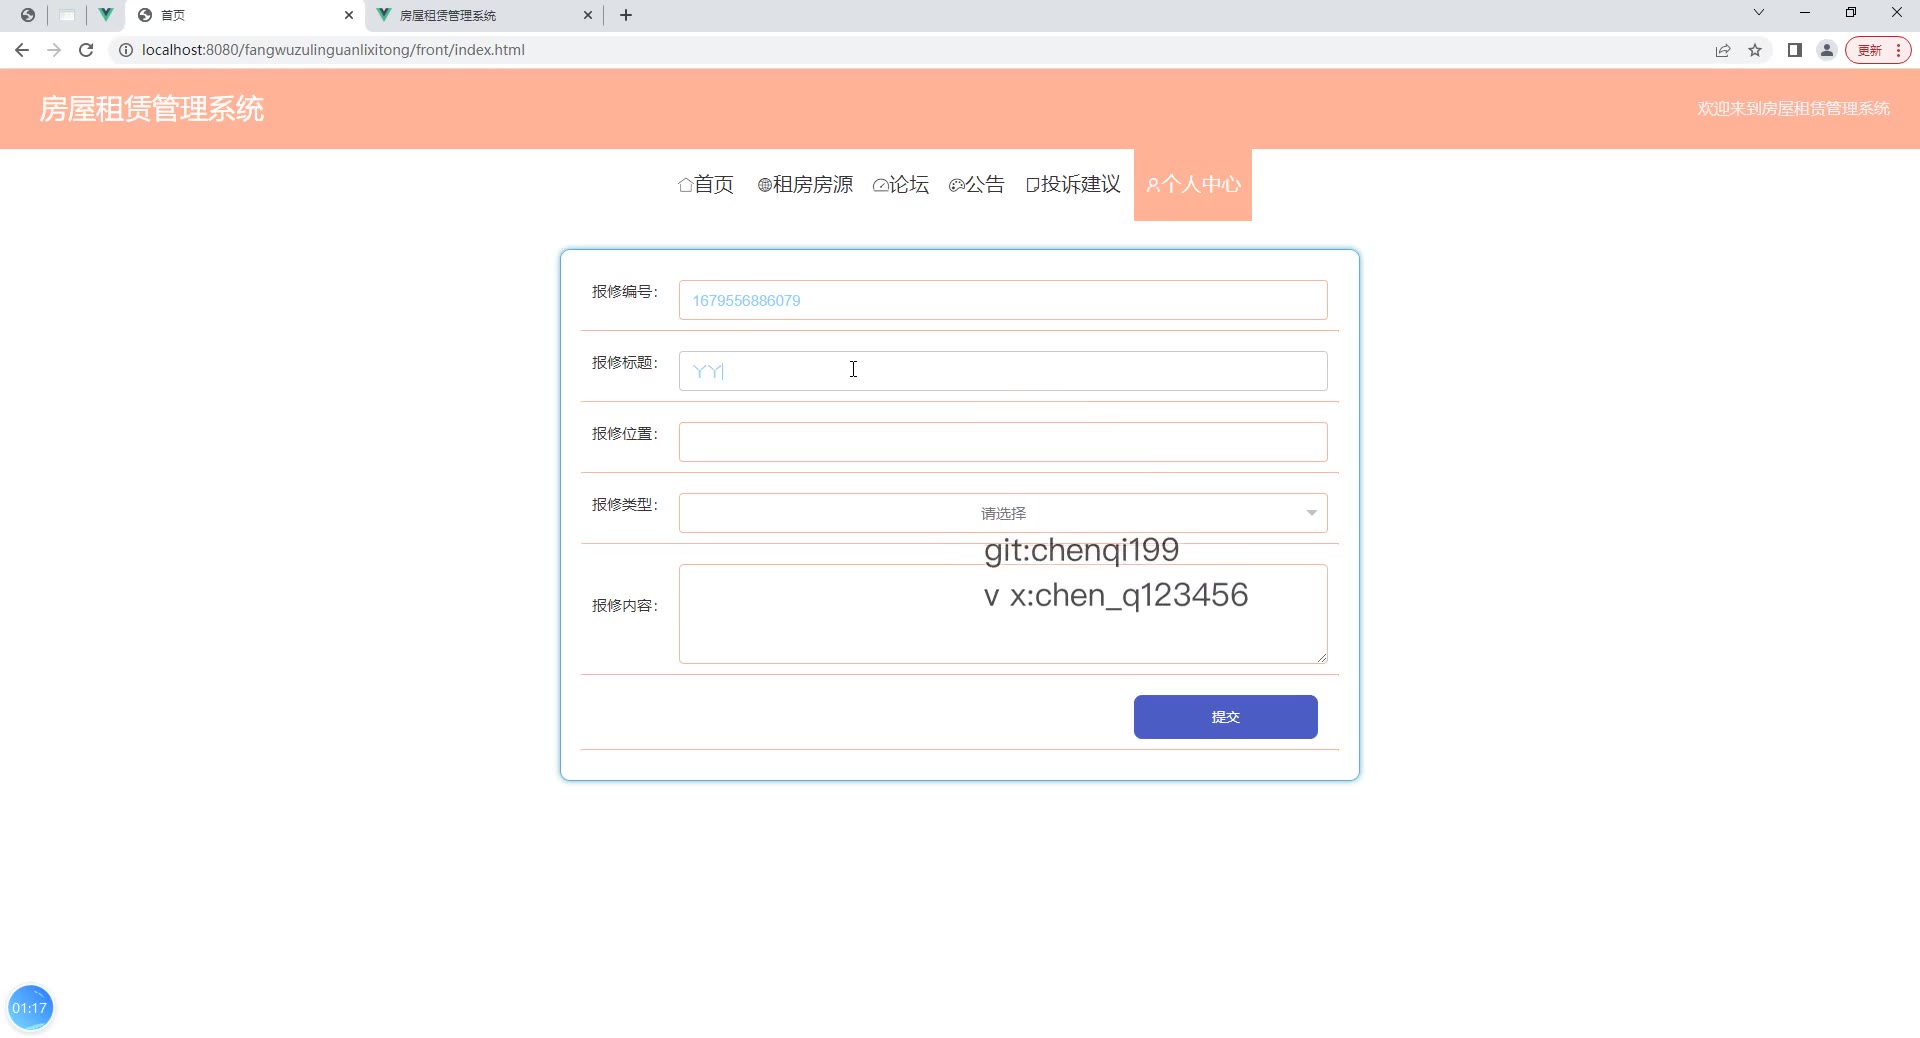 首页
房屋租赁管理系统
localhost:8080/fangwuzulinguanlixitong/front/index.html
更新
房屋租赁管理系统
欢迎来到房屋租赁管理系统
首页 租房房源 论坛 公告 投诉建议 个人中心
报修编号：
1679556886079
报修标题：
丫丫
报修位置：
报修类型：
请选择
git:chenqi199
v x:chen_q123456
报修内容：
提交
01:17